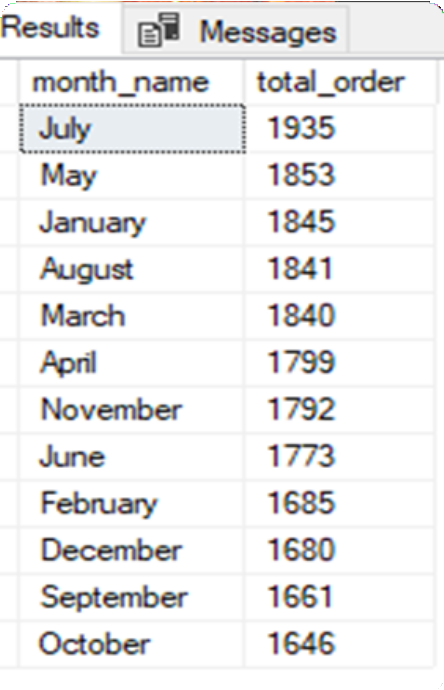 Results Messages
month_name total_order
July 1935
May 1853
January 1845
August 1841
March 1840
April 1799
November 1792
June 1773
February 1685
December 1680
September 1661
October 1646